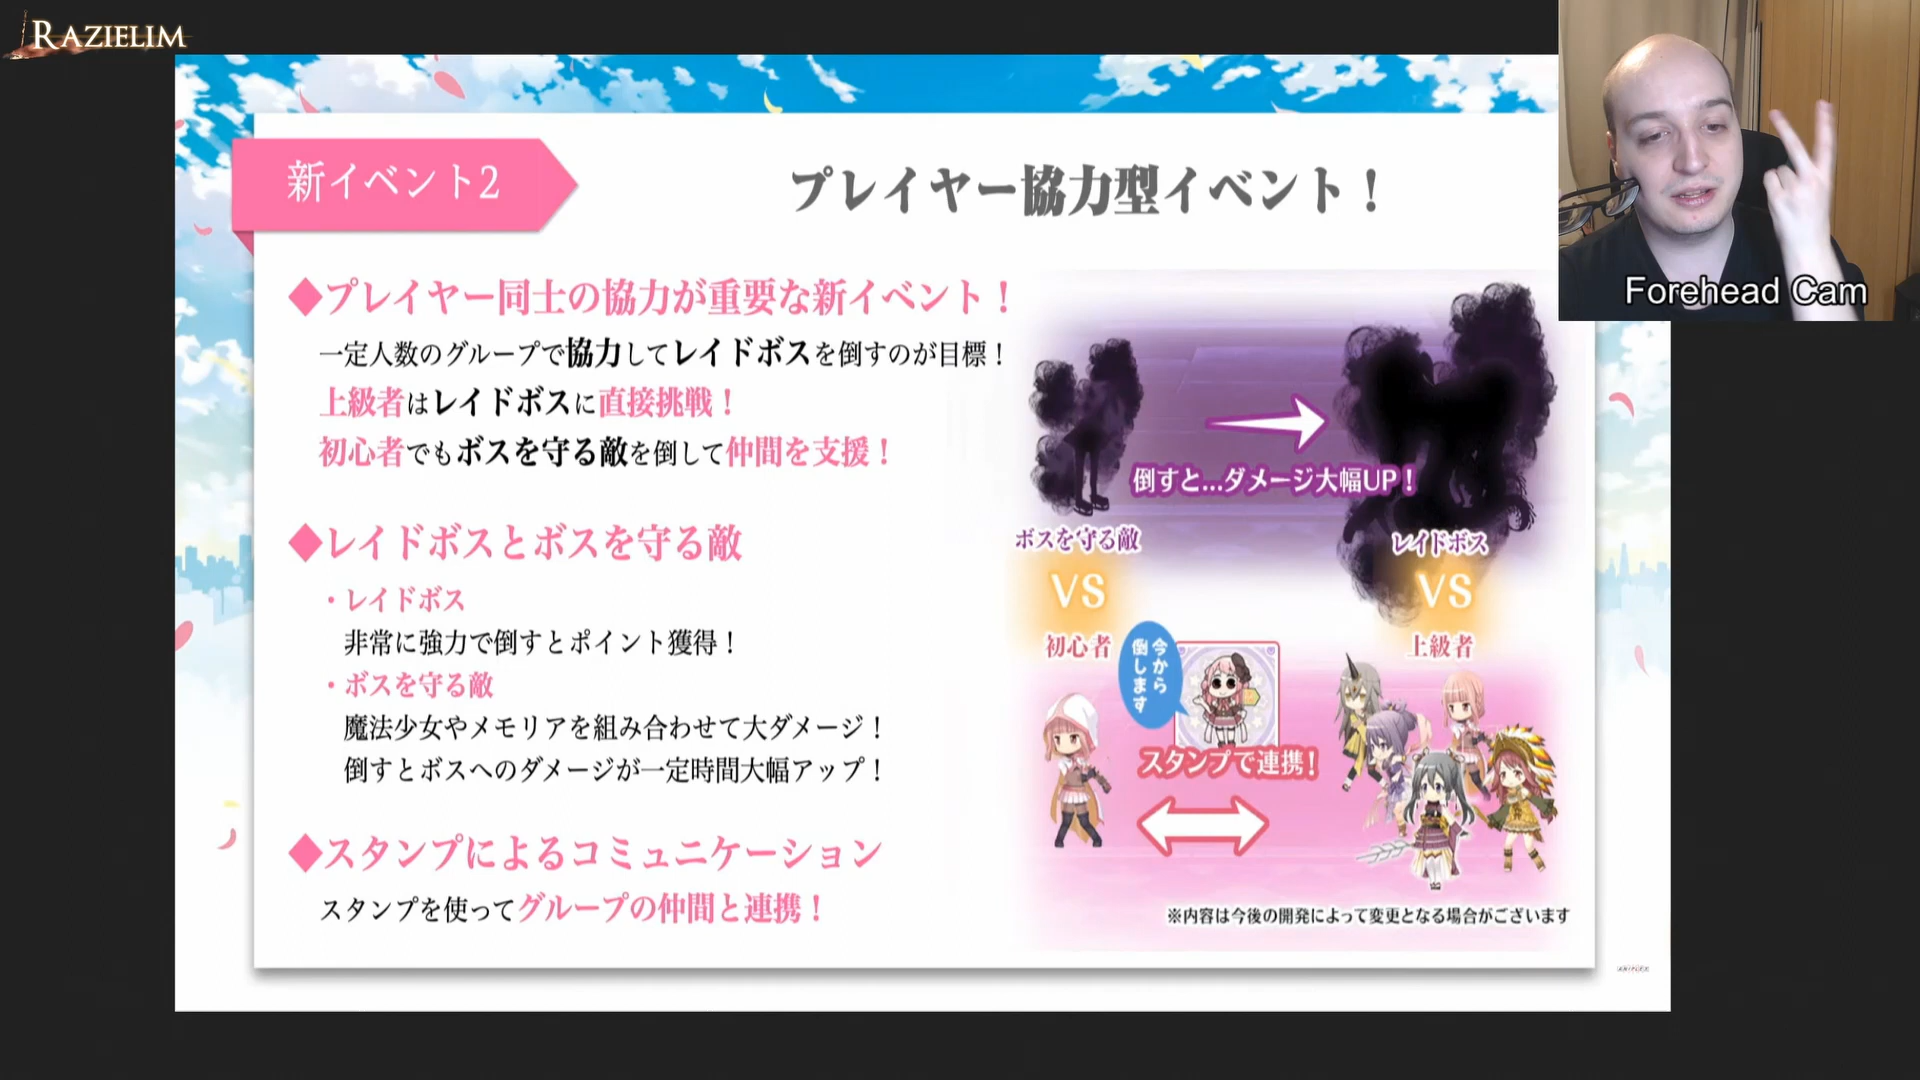 RAZIELIM
Forehead Cam
新イベント2
プレイヤー協力型イベント！
◆プレイヤー同士の協力が重要な新イベント！
一定人数のグループで協力してレイドボスを倒すのが目標！
上級者はレイドボスに直接挑戦！
初心者でもボスを守る敵を倒して仲間を支援！
◆レイドボスとボスを守る敵
・レイドボス
非常に強力で倒すとポイント獲得！
・ボスを守る敵
魔法少女やメモリアを組み合わせて大ダメージ！
倒すとボスへのダメージが一定時間大幅アップ！
◆スタンプによるコミュニケーション
スタンプを使ってグループの仲間と連携！
倒すと...ダメージ大幅UP！
ボスを守る敵
レイドボス
VS
VS
初心者
上級者
今から
倒します
スタンプで連携！
※内容は今後の開発によって変更となる場合がございます